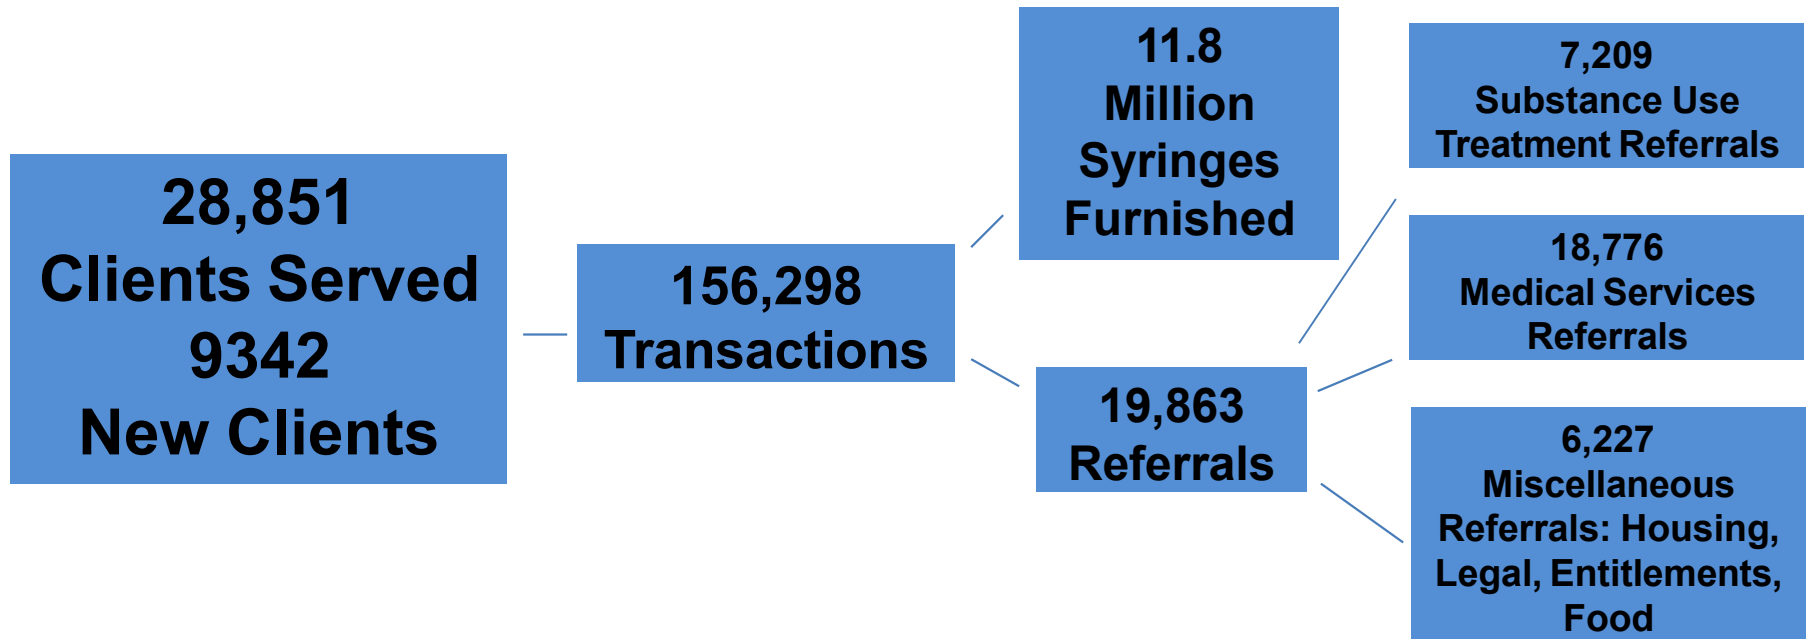 28,851
Clients Served
9342
New Clients
156,298
Transactions
11.8
Million
Syringes
Furnished
19,863
Referrals
7,209
Substance Use
Treatment Referrals
18,776
Medical Services
Referrals
6,227
Miscellaneous
Referrals: Housing,
Legal, Entitlements,
Food